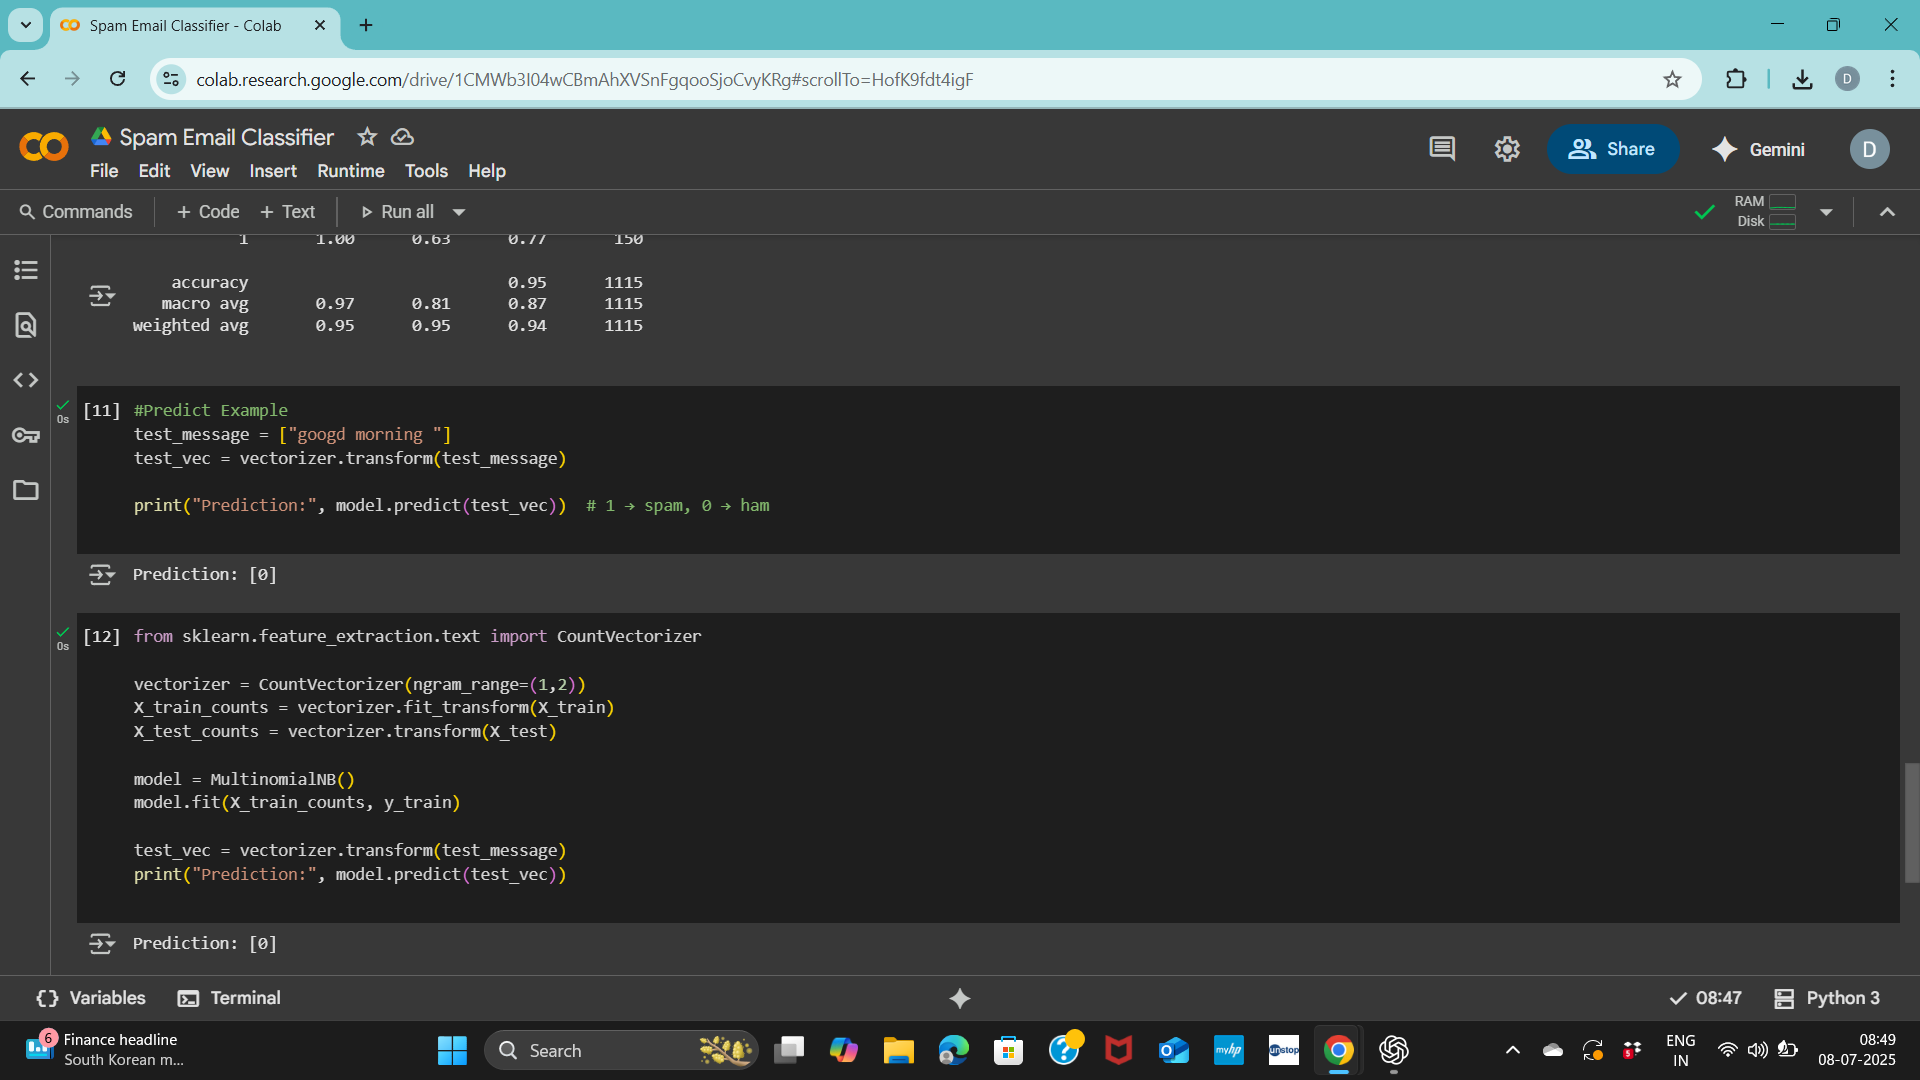 Spam Email Classifier - Colab
colab.research.google.com/drive/1CMWb3I04wCBmAhXVSnFgqooSjoCvyKRg#scrollTo=HofK9fdt4igF
D
Spam Email Classifier
File Edit View Insert Runtime Tools Help
Share
Gemini
D
Commands + Code + Text Run all
RAM
Disk
1 1.00 0.63 0.77 150
accuracy 0.95 1115
macro avg 0.97 0.81 0.87 1115
weighted avg 0.95 0.95 0.94 1115
0s
[11] #Predict Example
test_message = ["googd morning "]
test_vec = vectorizer.transform(test_message)
print("Prediction:", model.predict(test_vec)) # 1 → spam, 0 → ham
Prediction: [0]
0s
[12] from sklearn.feature_extraction.text import CountVectorizer
vectorizer = CountVectorizer(ngram_range=(1,2))
X_train_counts = vectorizer.fit_transform(X_train)
X_test_counts = vectorizer.transform(X_test)
model = MultinomialNB()
model.fit(X_train_counts, y_train)
test_vec = vectorizer.transform(test_message)
print("Prediction:", model.predict(test_vec))
Prediction: [0]
{} Variables Terminal
08:47 Python 3
6
Finance headline
South Korean m...
Search
myhp
unstop
5
ENG
IN
08:49
08-07-2025